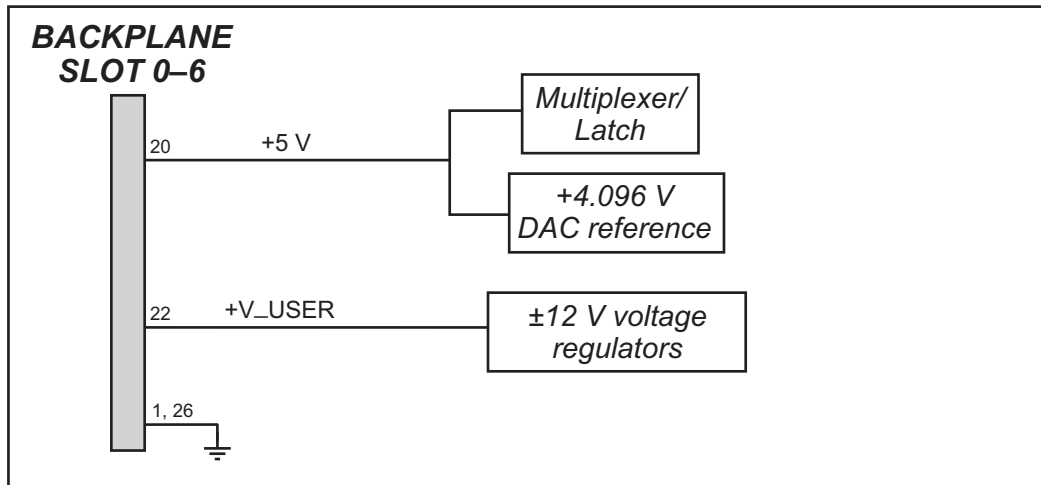 BACKPLANE
SLOT 0–6
20
+5 V
Multiplexer/
Latch
+4.096 V
DAC reference
22
+V_USER
±12 V voltage
regulators
1, 26